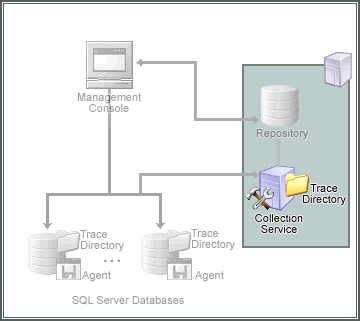 Management
Console
Repository
Trace
Directory
Collection
Service
Trace
Directory
Agent
...
Trace
Directory
Agent
SQL Server Databases